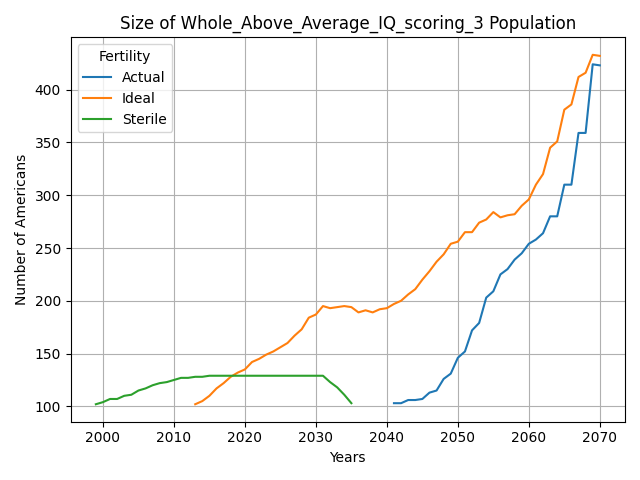 Size of Whole_Above_Average_IQ_scoring_3 Population
Fertility
Actual
Ideal
Sterile
Number of Americans
400
350
300
250
200
150
100
2000 2010 2020 2030 2040 2050 2060 2070
Years